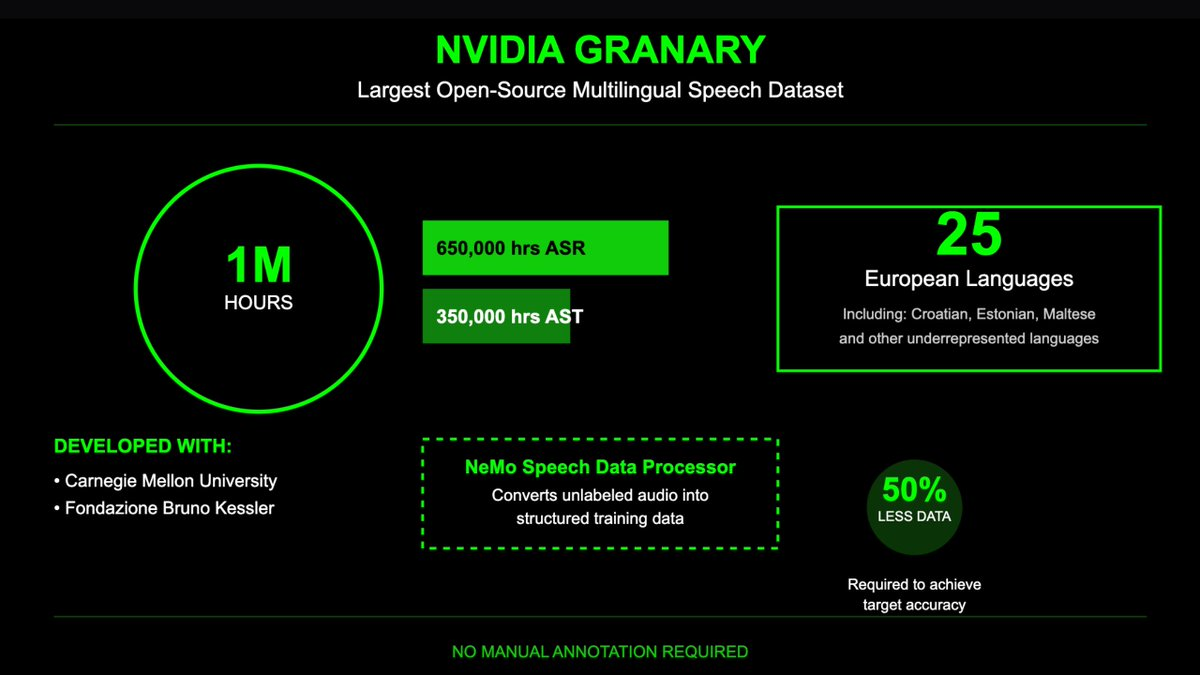 NVIDIA GRANARY
Largest Open-Source Multilingual Speech Dataset
1M
HOURS
650,000 hrs ASR
350,000 hrs AST
25
European Languages
Including: Croatian, Estonian, Maltese
and other underrepresented languages
DEVELOPED WITH:
• Carnegie Mellon University
• Fondazione Bruno Kessler
NeMo Speech Data Processor
Converts unlabeled audio into
structured training data
50%
LESS DATA
Required to achieve
target accuracy
NO MANUAL ANNOTATION REQUIRED